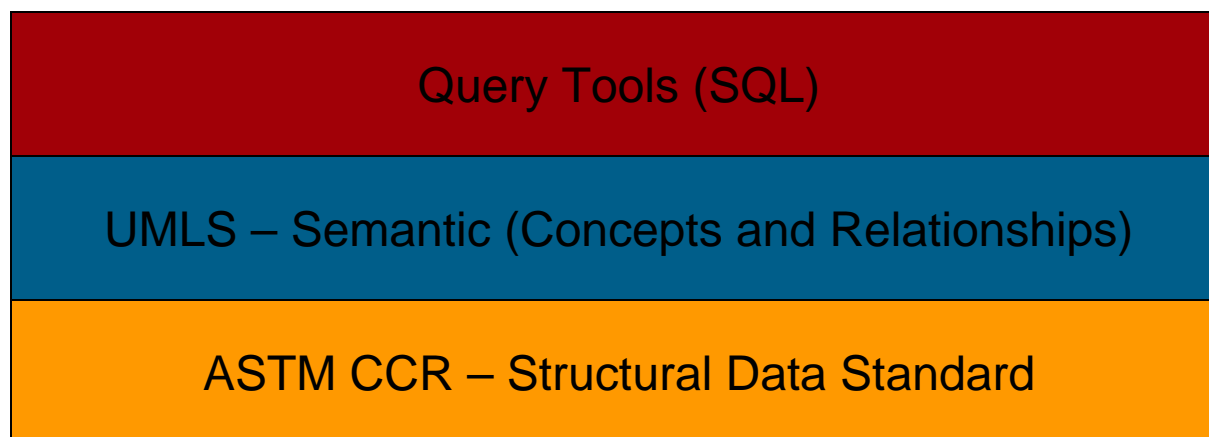 Query Tools (SQL)
UMLS – Semantic (Concepts and Relationships)
ASTM CCR – Structural Data Standard